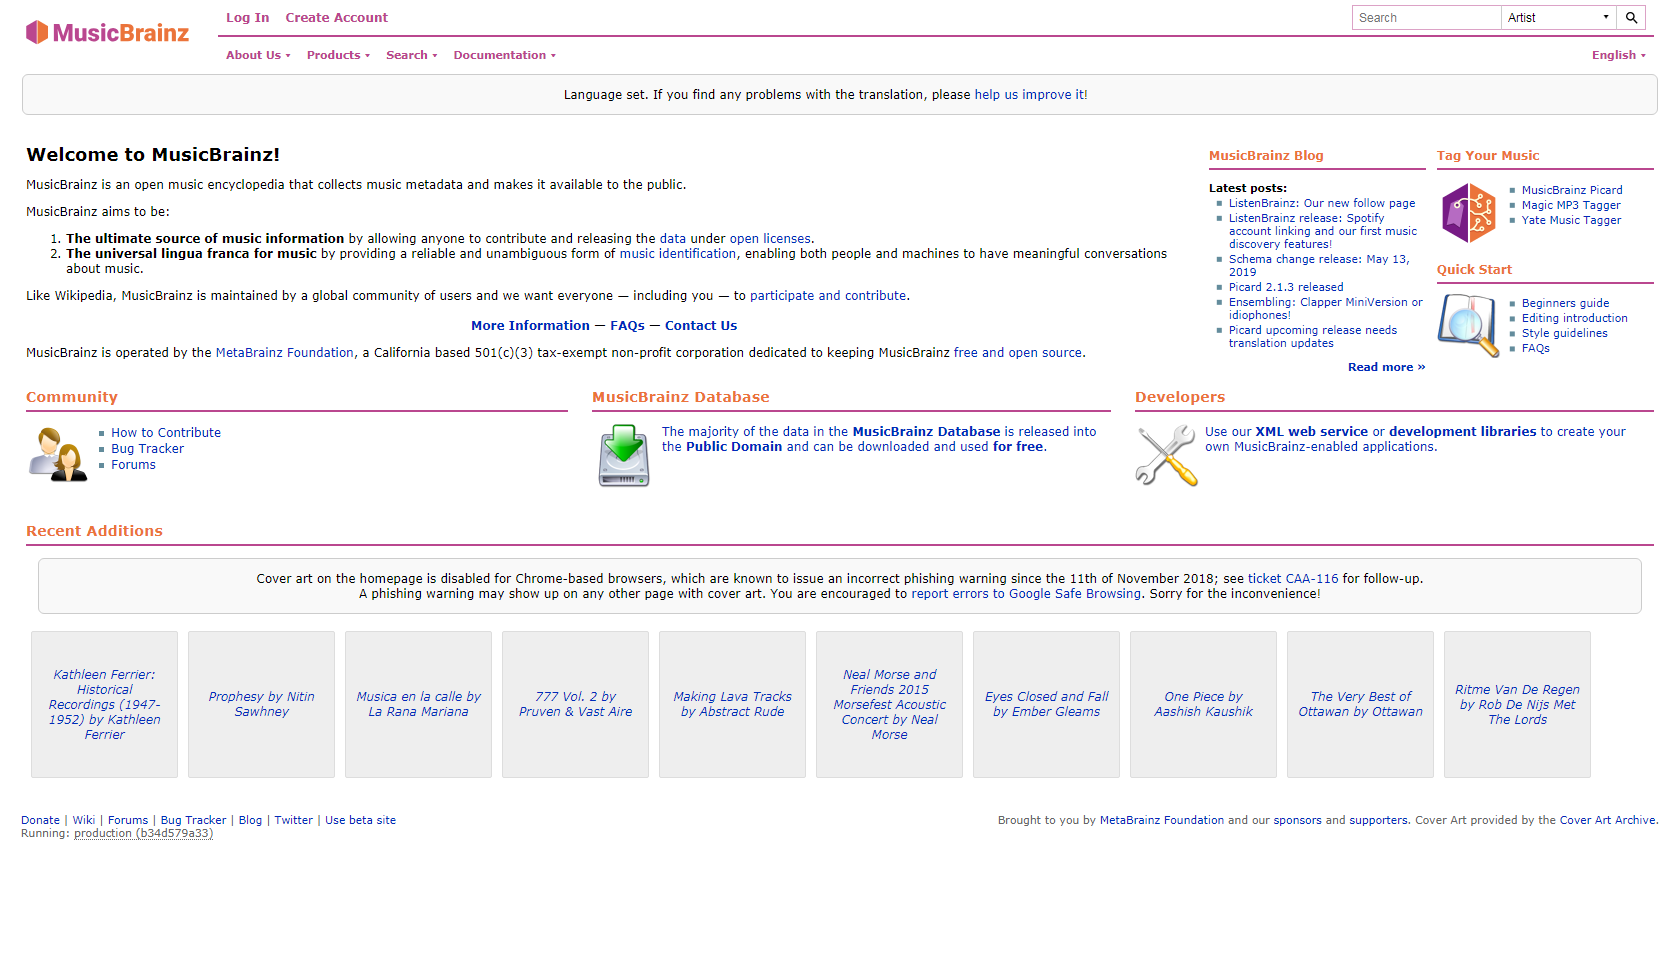 MusicBrainz
Log In Create Account
Search Artist
About Us Products Search Documentation
English
Language set. If you find any problems with the translation, please help us improve it!
Welcome to MusicBrainz!
MusicBrainz is an open music encyclopedia that collects music metadata and makes it available to the public.
MusicBrainz aims to be:
1. The ultimate source of music information by allowing anyone to contribute and releasing the data under open licenses.
2. The universal lingua franca for music by providing a reliable and unambiguous form of music identification, enabling both people and machines to have meaningful conversations
about music.
Like Wikipedia, MusicBrainz is maintained by a global community of users and we want everyone — including you — to participate and contribute.
More Information — FAQs — Contact Us
MusicBrainz is operated by the MetaBrainz Foundation, a California based 501(c)(3) tax-exempt non-profit corporation dedicated to keeping MusicBrainz free and open source.
MusicBrainz Blog
Latest posts:
ListenBrainz: Our new follow page
ListenBrainz release: Spotify
account linking and our first music
discovery features!
Schema change release: May 13,
2019
Picard 2.1.3 released
Ensembling: Clapper MiniVersion or
idiophones!
Picard upcoming release needs
translation updates
Read more »
Tag Your Music
MusicBrainz Picard
Magic MP3 Tagger
Yate Music Tagger
Quick Start
Beginners guide
Editing introduction
Style guidelines
FAQs
Community
How to Contribute
Bug Tracker
Forums
MusicBrainz Database
The majority of the data in the MusicBrainz Database is released into
the Public Domain and can be downloaded and used for free.
Developers
Use our XML web service or development libraries to create your
own MusicBrainz-enabled applications.
Recent Additions
Cover art on the homepage is disabled for Chrome-based browsers, which are known to issue an incorrect phishing warning since the 11th of November 2018; see ticket CAA-116 for follow-up.
A phishing warning may show up on any other page with cover art. You are encouraged to report errors to Google Safe Browsing. Sorry for the inconvenience!
Kathleen Ferrier:
Historical
Recordings (1947-
1952) by Kathleen
Ferrier
Prophesy by Nitin
Sawhney
Musica en la calle by
La Rana Mariana
777 Vol. 2 by
Pruven & Vast Aire
Making Lava Tracks
by Abstract Rude
Neal Morse and
Friends 2015
Morsefest Acoustic
Concert by Neal
Morse
Eyes Closed and Fall
by Ember Gleams
One Piece by
Aashish Kaushik
The Very Best of
Ottawan by Ottawan
Ritme Van De Regen
by Rob De Nijs Met
The Lords
Donate | Wiki | Forums | Bug Tracker | Blog | Twitter | Use beta site
Running: production (b34d579a33)
Brought to you by MetaBrainz Foundation and our sponsors and supporters. Cover Art provided by the Cover Art Archive.